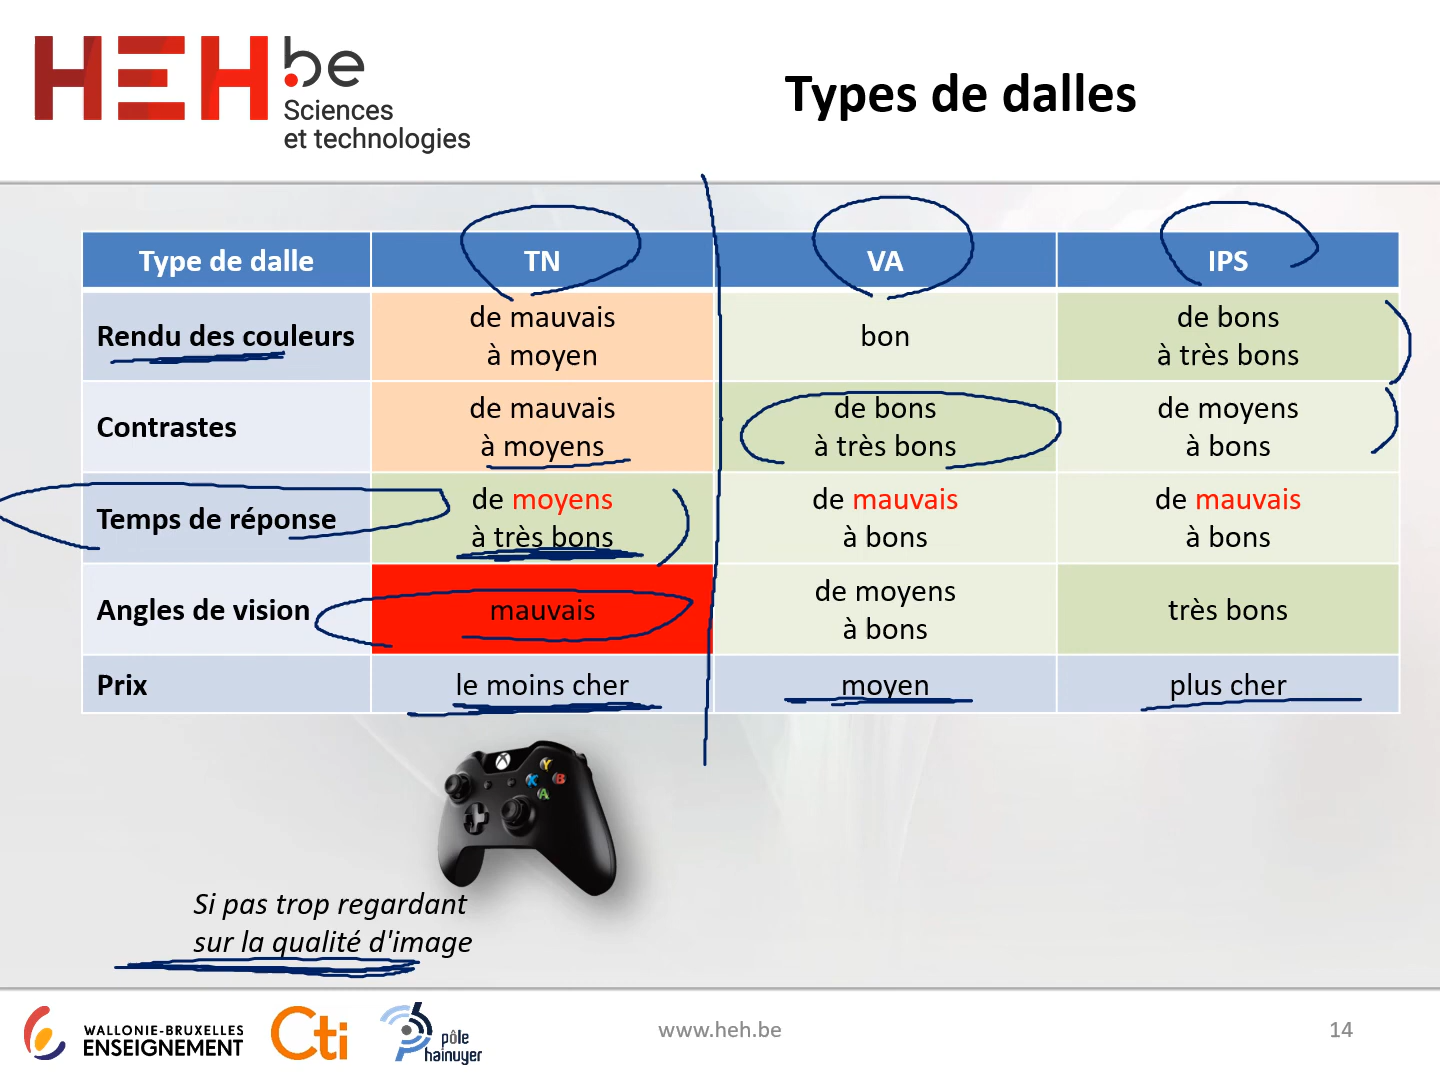 HEH.be
Sciences
et technologies
Types de dalles
Type de dalle TN VA IPS
Rendu des couleurs de mauvais à moyen bon de bons à très bons
Contrastes de mauvais à moyens de bons à très bons de moyens à bons
Temps de réponse de moyens à très bons de mauvais à bons de mauvais à bons
Angles de vision mauvais de moyens à bons très bons
Prix le moins cher moyen plus cher
Y
X B
A
Si pas trop regardant
sur la qualité d'image
WALLONIE-BRUXELLES
ENSEIGNEMENT
Cti
pôle
hainuyer
www.heh.be
14